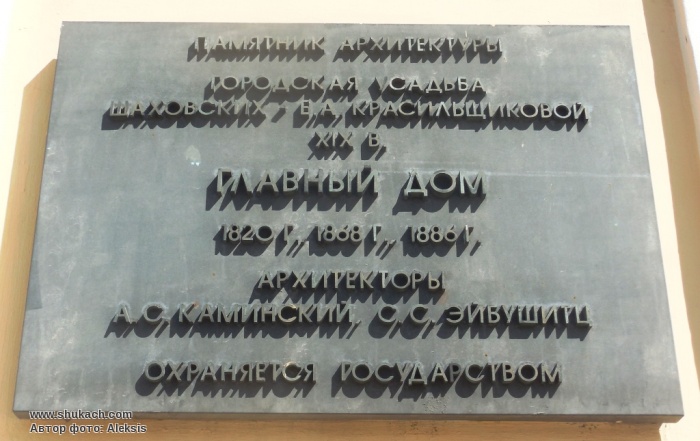 ПАМЯТНИК АРХИТЕКТУРЫ
ГОРОДСКАЯ УСАДЬБА
ШАХОВСКИХ - Е.А. КРАСИЛЬЩИКОВОЙ
XIX В.
ГЛАВНЫЙ ДОМ
1820 Г., 1868 Г., 1886 Г.
АРХИТЕКТОРЫ
А.С. КАМИНСКИЙ, С.С. ЭЙБУШИТЦ
ОХРАНЯЕТСЯ ГОСУДАРСТВОМ
www.shukach.com
Автор фото: Aleksis